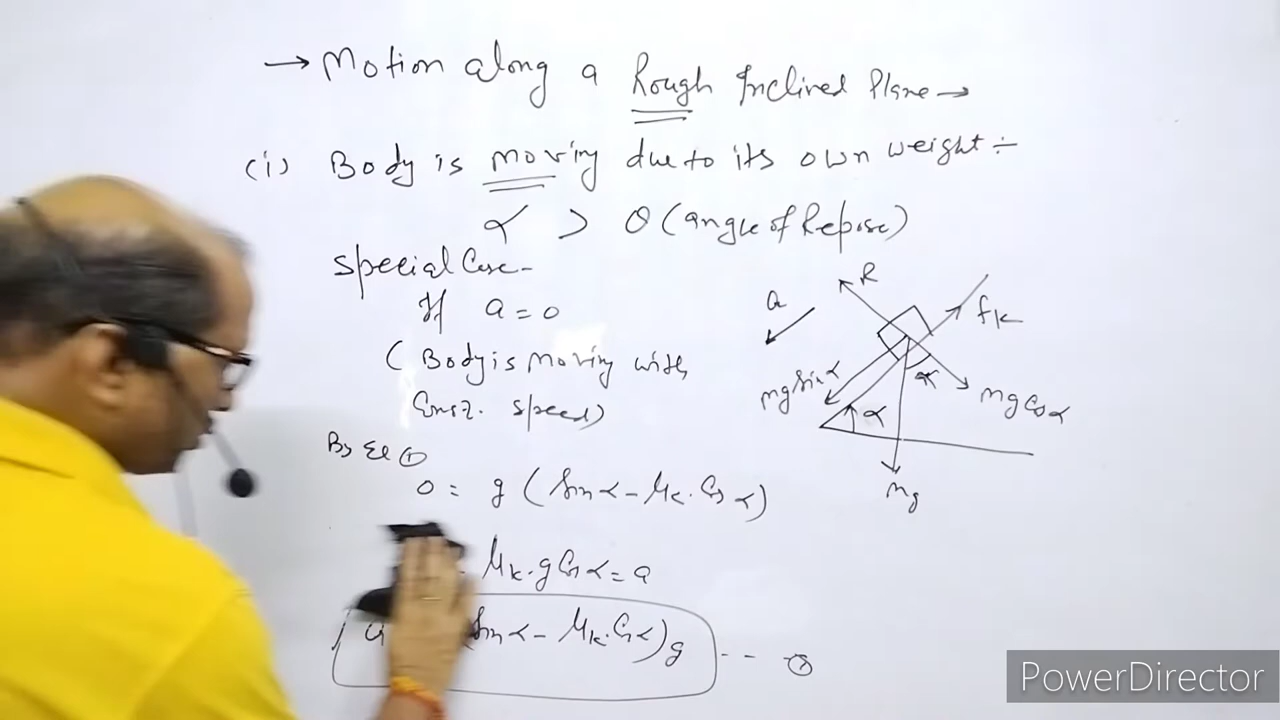 → Motion along a Rough Inclined Plane →
(i) Body is moving due to its own weight ÷
α > θ (angle of Repose)
Special Case-
If a = 0
( Body is moving with
Const. speed)
By Eq ①
0 = g ( Sin α - μk. Cos α )
μk. g Cos α = a
Sin α - μk. Cos α ) g -- ①
R
a
fk
mg Sin α
α
mg Cos α
α
mg
PowerDirector